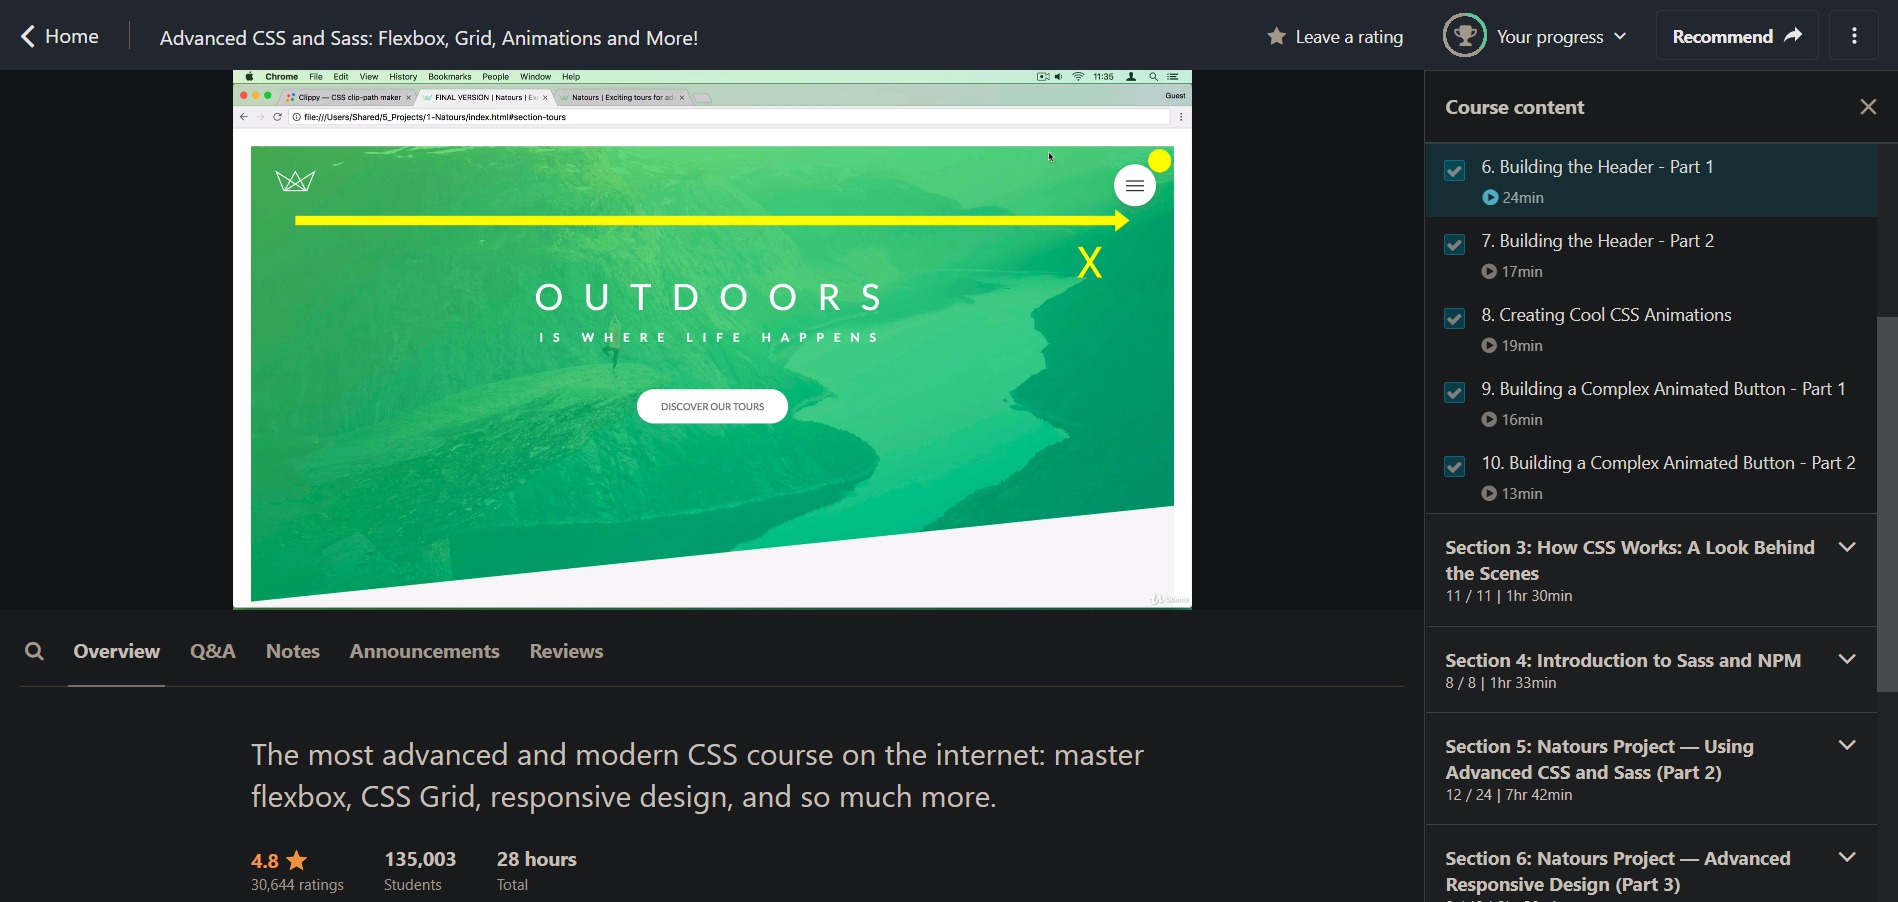 Home
Advanced CSS and Sass: Flexbox, Grid, Animations and More!
Leave a rating
Your progress
Recommend
Chrome File Edit View History Bookmarks People Window Help
11:35
Clippy — CSS clip-path maker
FINAL VERSION | Natours | Ex
Natours | Exciting tours for ad
Guest
file:///Users/Shared/5_Projects/1-Natours/index.html#section-tours
X
OUTDOORS
IS WHERE LIFE HAPPENS
DISCOVER OUR TOURS
Udemy
Overview
Q&A
Notes
Announcements
Reviews
The most advanced and modern CSS course on the internet: master
flexbox, CSS Grid, responsive design, and so much more.
4.8
30,644 ratings
135,003
Students
28 hours
Total
Course content
6. Building the Header - Part 1
24min
7. Building the Header - Part 2
17min
8. Creating Cool CSS Animations
19min
9. Building a Complex Animated Button - Part 1
16min
10. Building a Complex Animated Button - Part 2
13min
Section 3: How CSS Works: A Look Behind
the Scenes
11 / 11 | 1hr 30min
Section 4: Introduction to Sass and NPM
8 / 8 | 1hr 33min
Section 5: Natours Project — Using
Advanced CSS and Sass (Part 2)
12 / 24 | 7hr 42min
Section 6: Natours Project — Advanced
Responsive Design (Part 3)